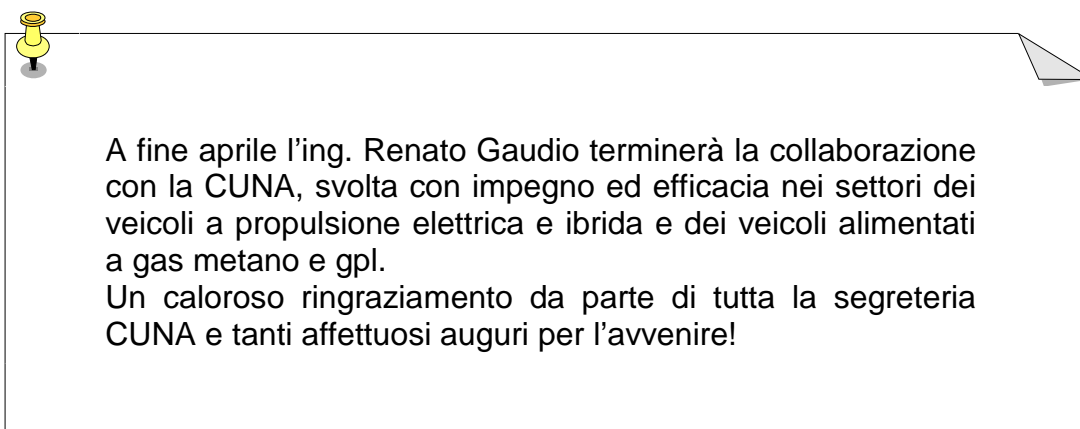 A fine aprile l’ing. Renato Gaudio terminerà la collaborazione
con la CUNA, svolta con impegno ed efficacia nei settori dei
veicoli a propulsione elettrica e ibrida e dei veicoli alimentati
a gas metano e gpl.
Un caloroso ringraziamento da parte di tutta la segreteria
CUNA e tanti affettuosi auguri per l’avvenire!